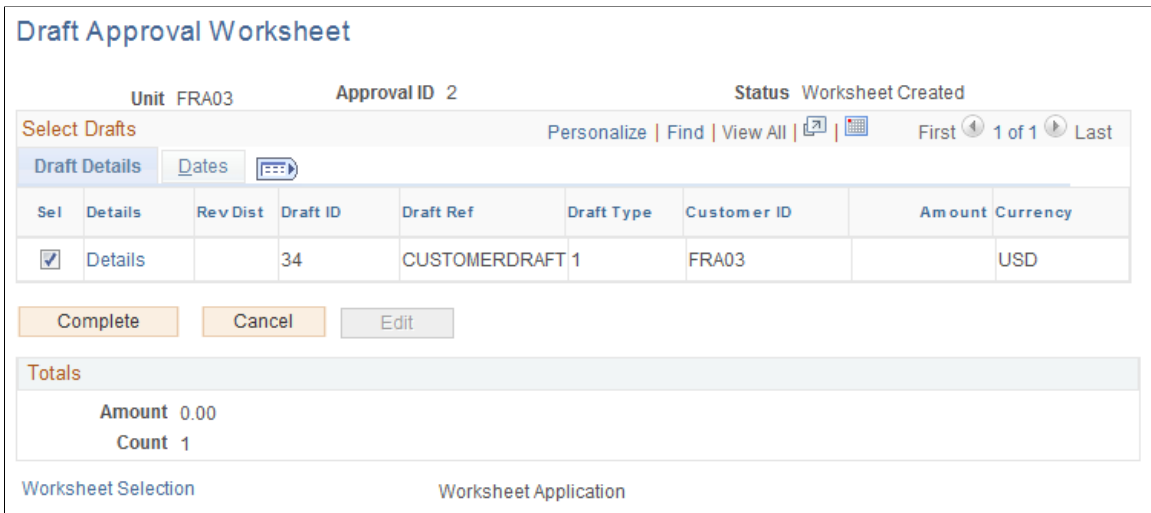 Draft Approval Worksheet
Unit FRA03 Approval ID 2 Status Worksheet Created
Select Drafts Personalize | Find | View All | | First 1 of 1 Last
Draft Details Dates
Sel Details Rev Dist Draft ID Draft Ref Draft Type Customer ID Amount Currency
Details 34 CUSTOMERDRAFT 1 FRA03 USD
Complete Cancel Edit
Totals
Amount 0.00
Count 1
Worksheet Selection Worksheet Application